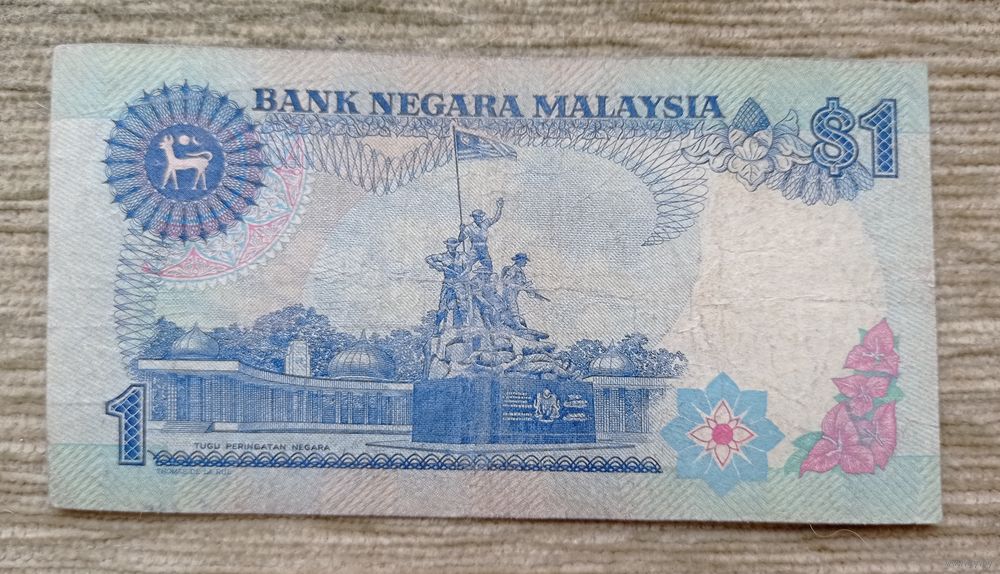 BANK NEGARA MALAYSIA
$1
1
TUGU PERINGATAN NEGARA
THOMAS DE LA RUE